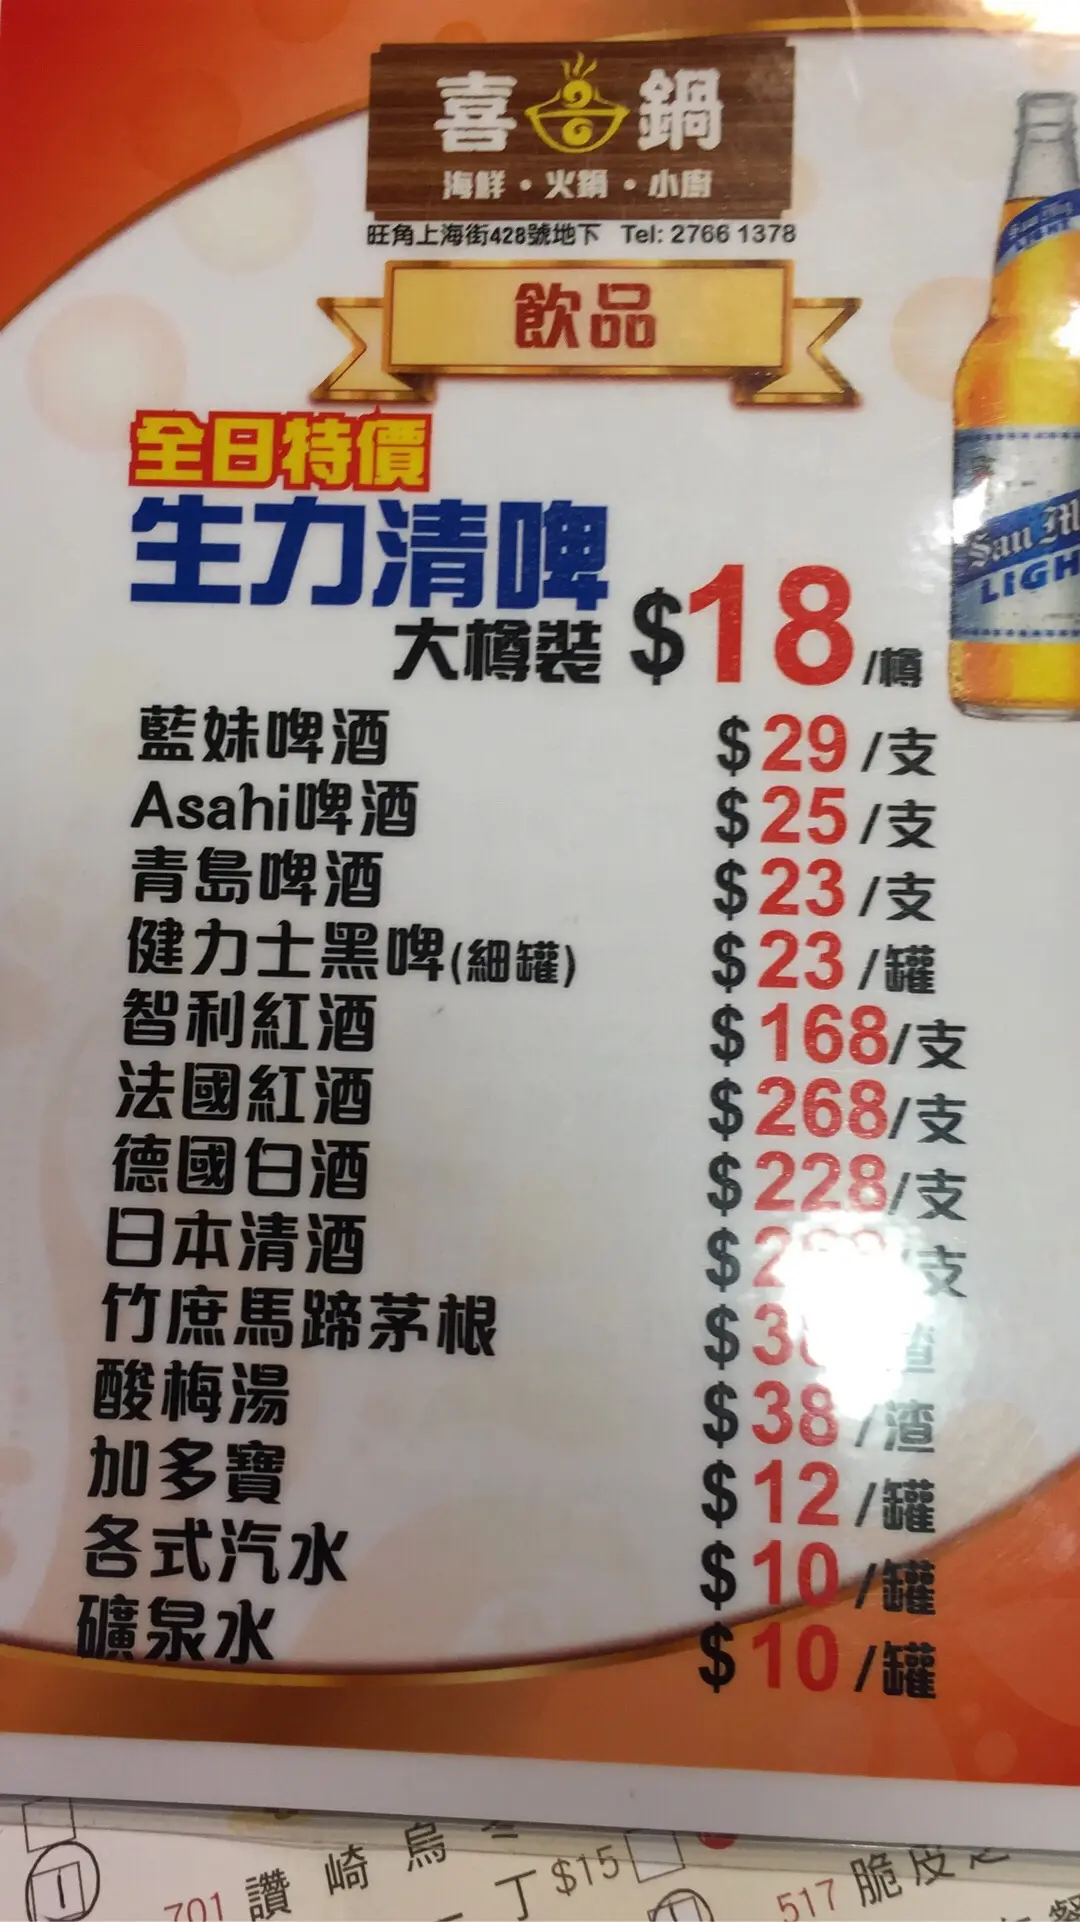 喜鍋
海鮮·火鍋·小廚
旺角上海街428號地下 Tel: 2766 1378
飲品
全日特價
生力清啤
大樽裝 $18/樽
San M
LIGH
藍妹啤酒 $29/支
Asahi啤酒 $25/支
青島啤酒 $23/支
健力士黑啤(細罐) $23/罐
智利紅酒 $168/支
法國紅酒 $268/支
德國白酒 $228/支
日本清酒 $ /支
竹庶馬蹄茅根 $
酸梅湯 $38/渣
加多寶 $12/罐
各式汽水 $10/罐
礦泉水 $10/罐
701 讚崎烏
丁 $15
517 脆皮